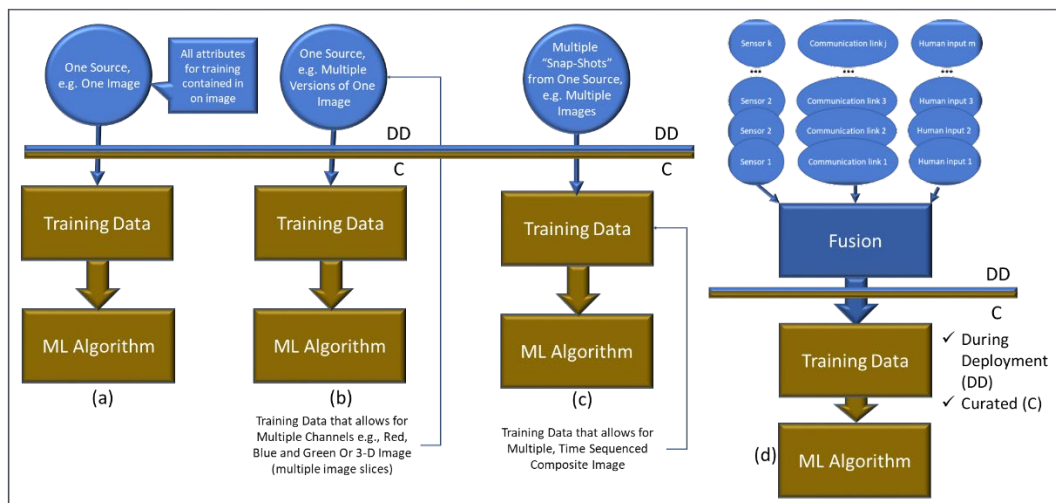 One Source,
e.g. One Image
All attributes
for training
contained in
on image
DD
C
Training Data
ML Algorithm
(a)
One Source,
e.g. Multiple
Versions of One
Image
Training Data
ML Algorithm
(b)
Training Data that allows for
Multiple Channels e.g., Red,
Blue and Green Or 3-D Image
(multiple image slices)
Multiple
“Snap-Shots”
from One Source,
e.g. Multiple
Images
DD
C
Training Data
ML Algorithm
(c)
Training Data that allows for
Multiple, Time Sequenced
Composite Image
Sensor k
...
Sensor 2
Sensor 2
Sensor 1
Communication link j
...
Communication link 3
Communication link 2
Communication link 1
Human input m
...
Human input 3
Human input 2
Human input 1
Fusion
DD
C
Training Data
ML Algorithm
(d)
✓ During
Deployment
(DD)
✓ Curated (C)